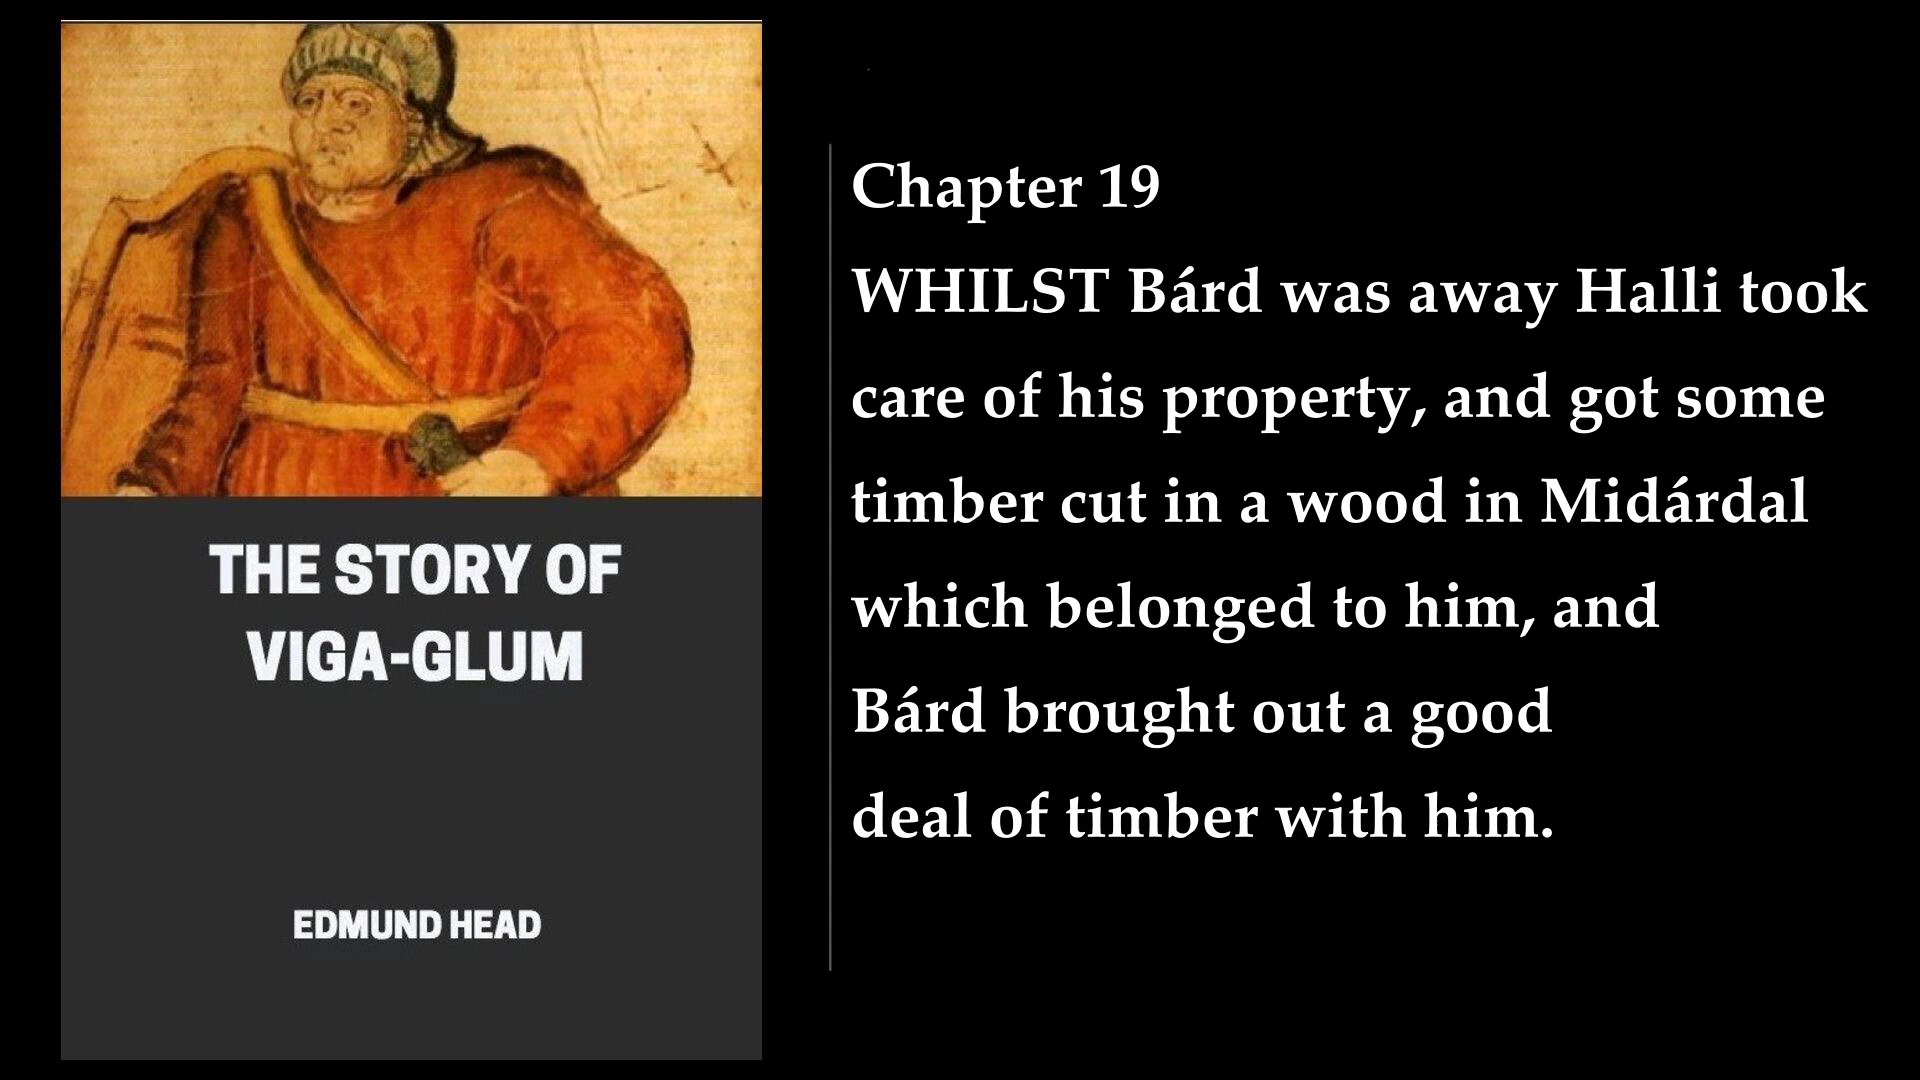 THE STORY OF
VIGA-GLUM
EDMUND HEAD
Chapter 19
WHILST Bárd was away Halli took
care of his property, and got some
timber cut in a wood in Midárdal
which belonged to him, and
Bárd brought out a good
deal of timber with him.